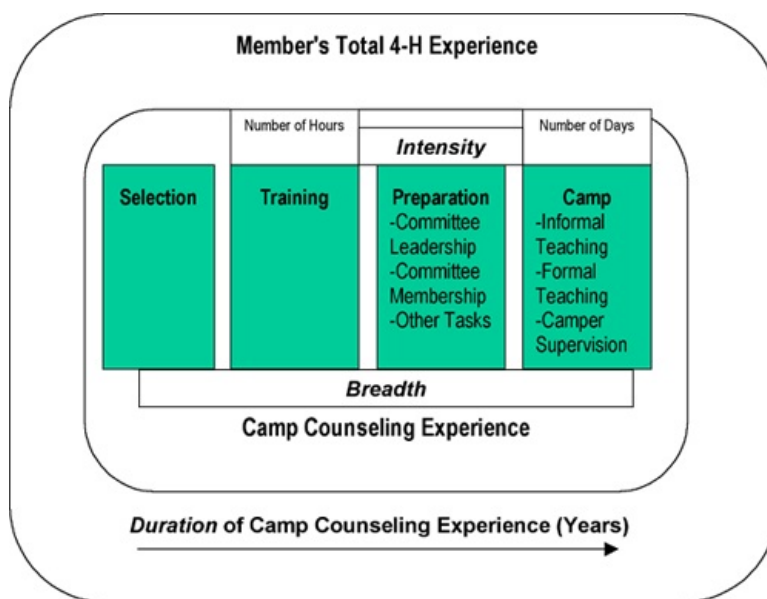 Member's Total 4-H Experience
Number of Hours
Number of Days
Intensity
Selection
Training
Preparation
-Committee
Leadership
-Committee
Membership
-Other Tasks
Camp
-Informal
Teaching
-Formal
Teaching
-Camper
Supervision
Breadth
Camp Counseling Experience
Duration of Camp Counseling Experience (Years)